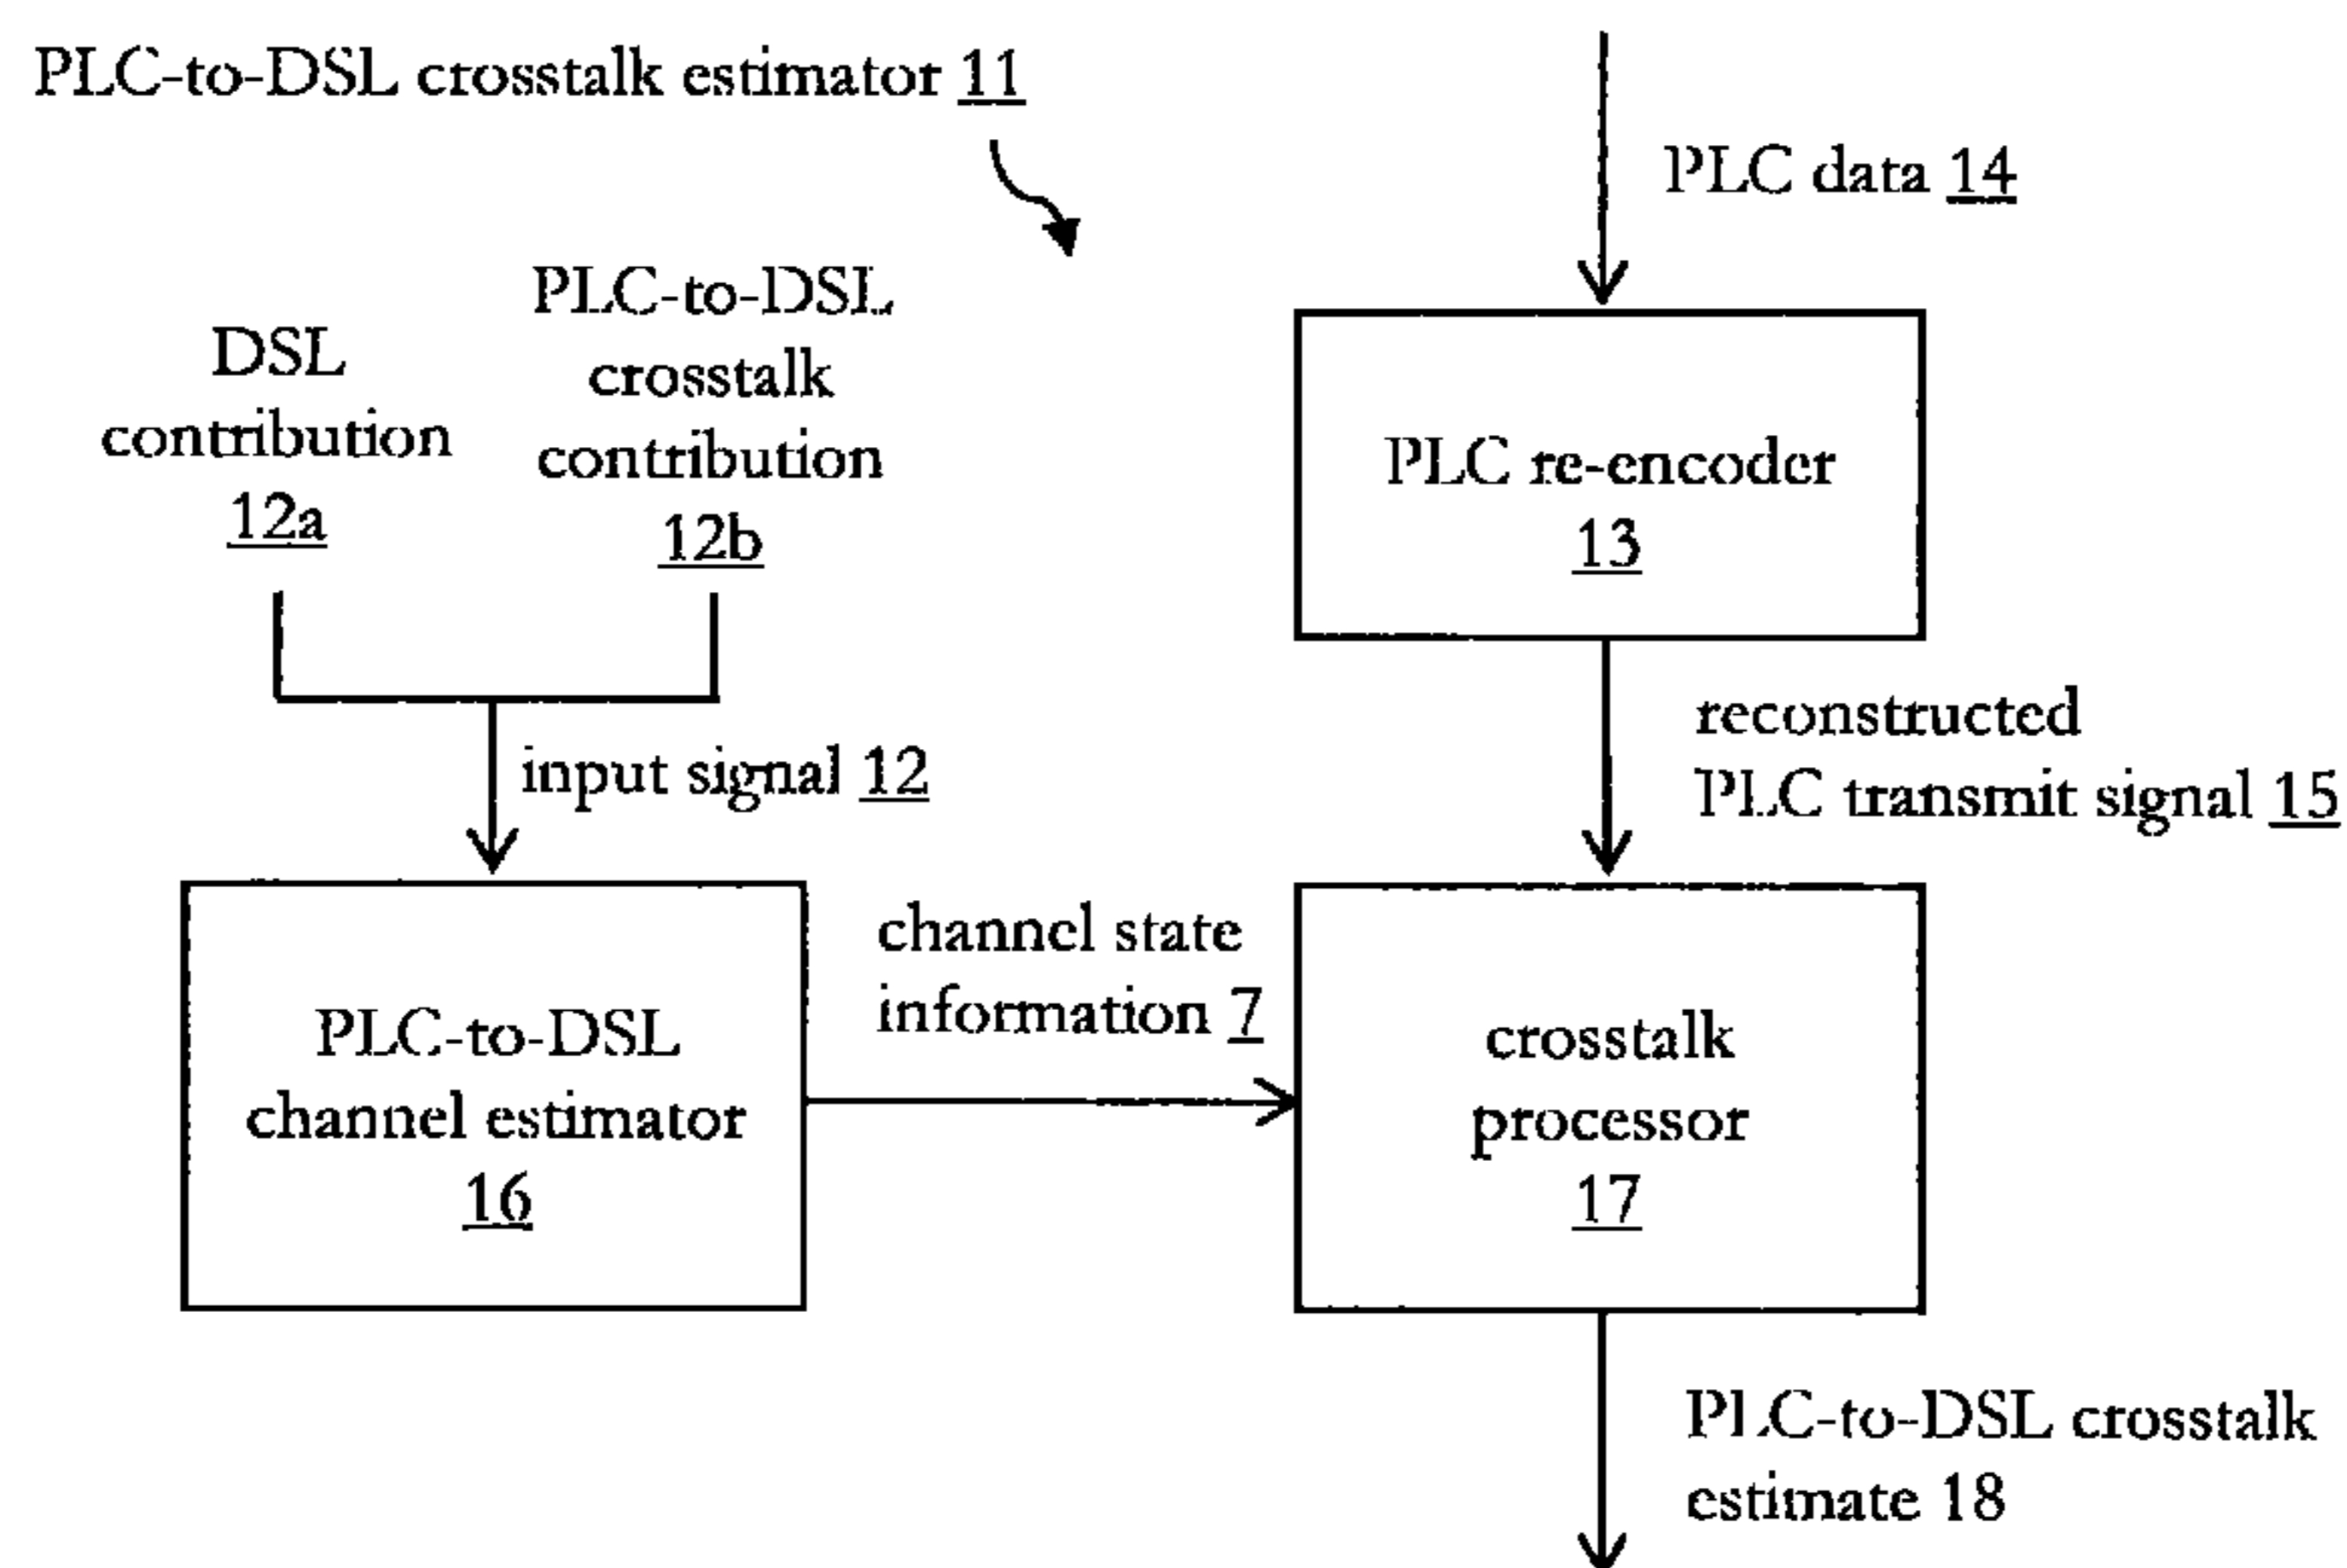 PLC-to-DSL crosstalk estimator 11
PLC data 14
DSL
contribution
12a
PLC-to-DSL
crosstalk
contribution
12b
PLC re-encoder
13
input signal 12
reconstructed
PLC transmit signal 15
channel state
information 7
PLC-to-DSL
channel estimator
16
crosstalk
processor
17
PLC-to-DSL crosstalk
estimate 18